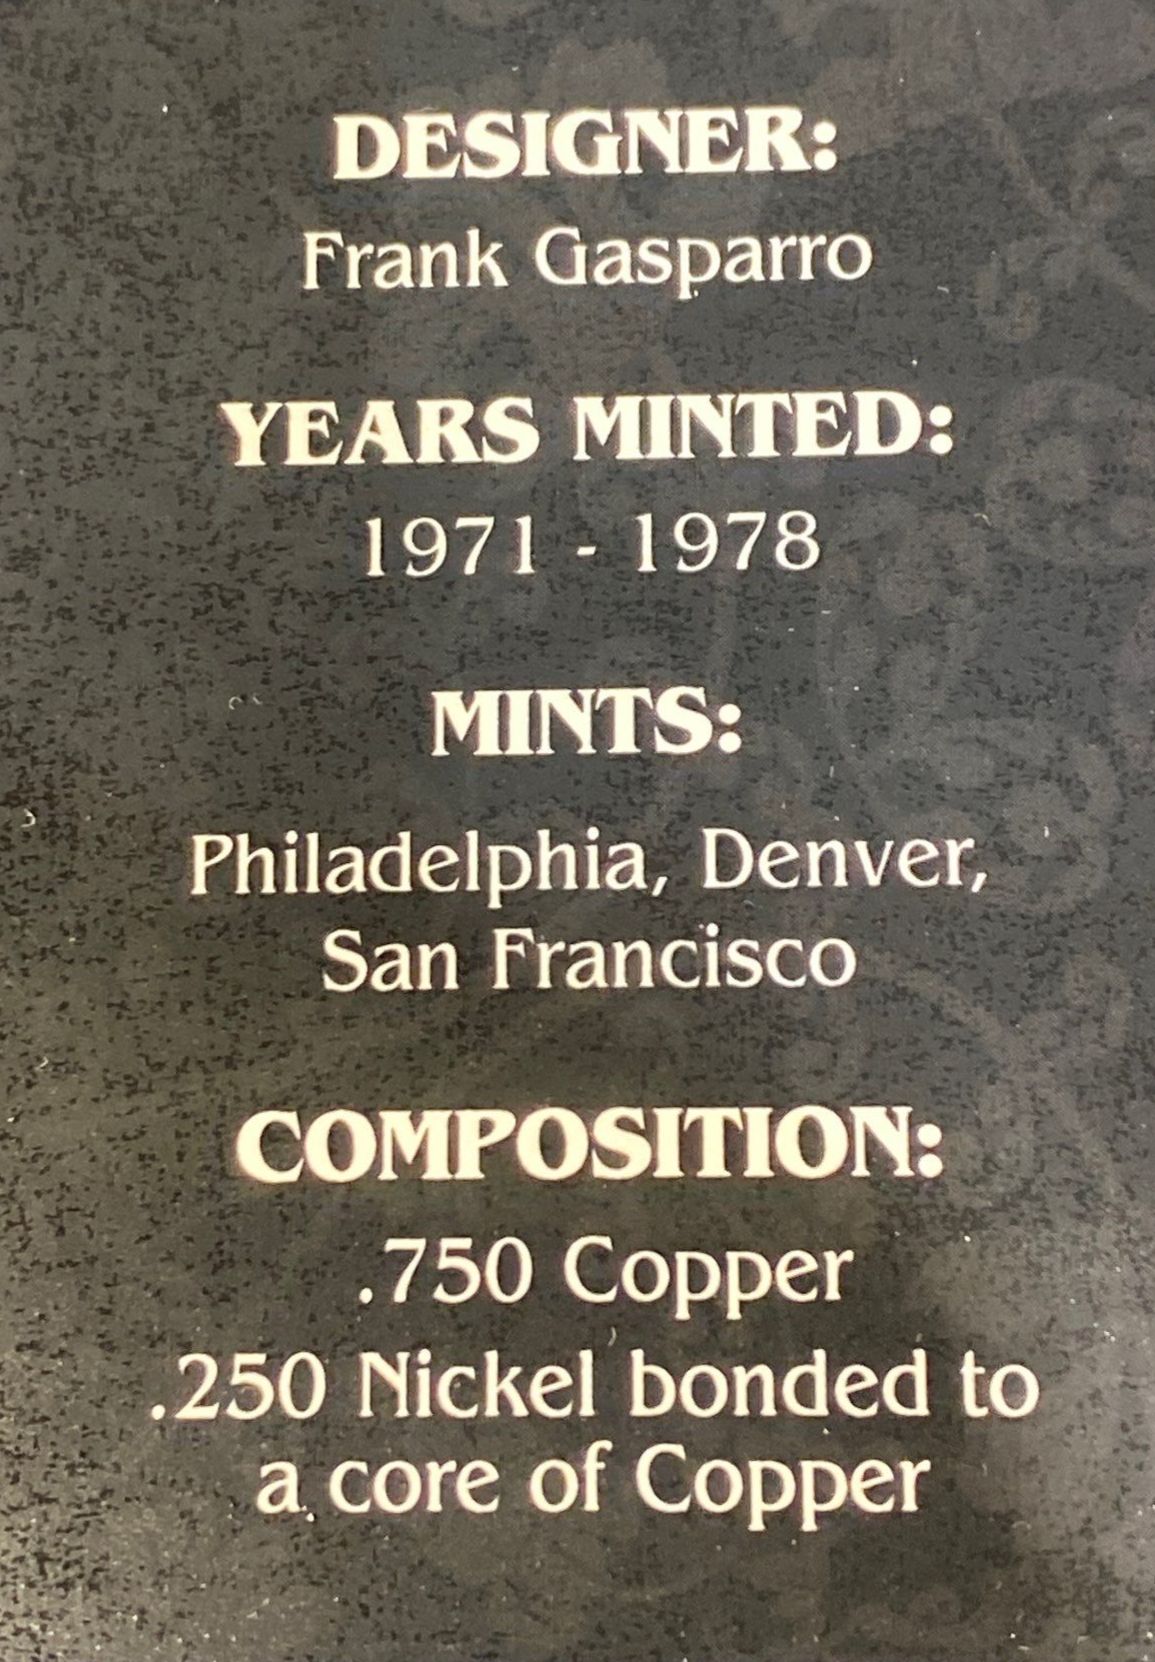 DESIGNER:
Frank Gasparro
YEARS MINTED:
1971 - 1978
MINTS:
Philadelphia, Denver,
San Francisco
COMPOSITION:
.750 Copper
.250 Nickel bonded to
a core of Copper